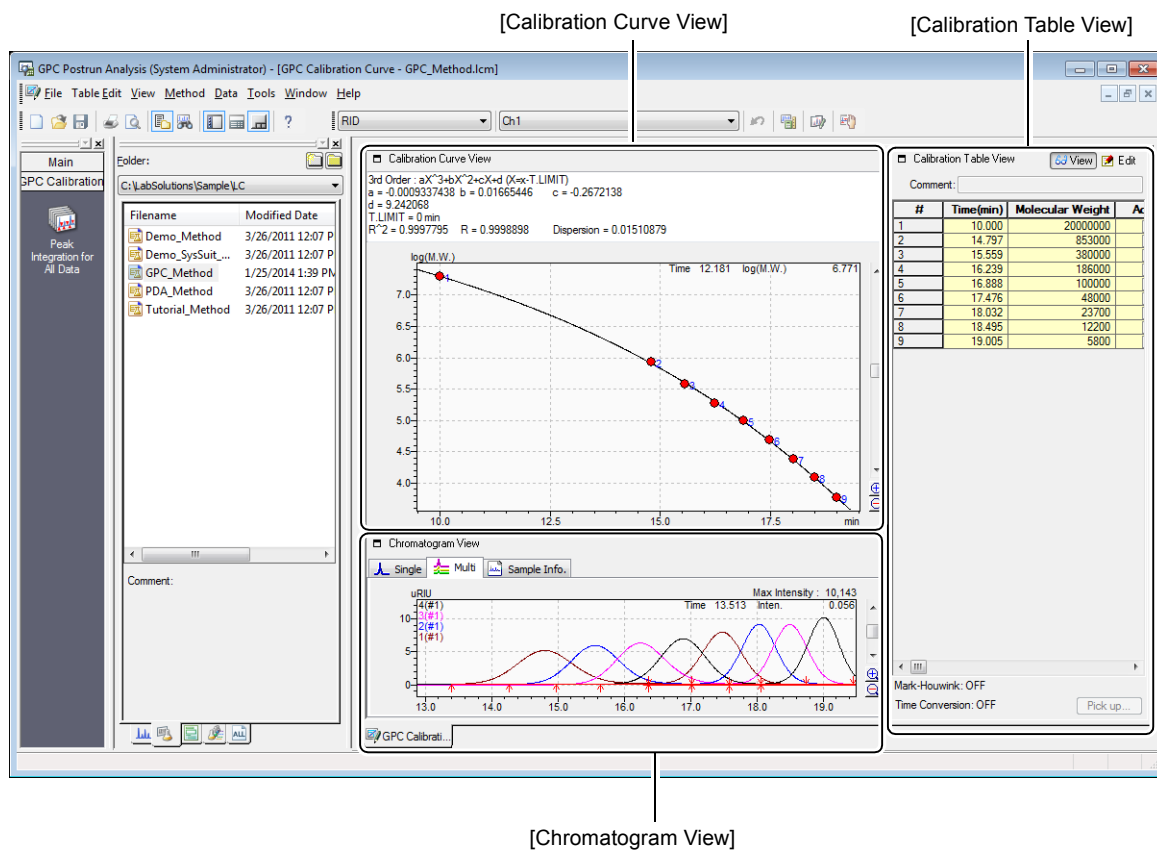 [Calibration Curve View]
[Calibration Table View]
GPC Postrun Analysis (System Administrator) - [GPC Calibration Curve - GPC_Method.lcm]
File Table Edit View Method Data Tools Window Help
RID Ch1
Main
GPC Calibration
Peak
Integration for
All Data
Folder:
C:\LabSolutions\Sample\LC
Filename Modified Date
Demo_Method 3/26/2011 12:07 P
Demo_SysSuit_... 3/26/2011 12:07 P
GPC_Method 1/25/2014 1:39 PM
PDA_Method 3/26/2011 12:07 P
Tutorial_Method 3/26/2011 12:07 P
Comment:
ALL
Calibration Curve View
3rd Order : aX^3+bX^2+cX+d (X=x-T.LIMIT)
a = -0.0009337438 b = 0.01665446 c = -0.2672138
d = 9.242068
T.LIMIT = 0 min
R^2 = 0.9997795 R = 0.9998898 Dispersion = 0.01510879
log(M.W.)
Time 12.181 log(M.W.) 6.771
7.0
6.5
6.0
5.5
5.0
4.5
4.0
1
2
3
4
5
6
7
8
9
10.0 12.5 15.0 17.5 min
Chromatogram View
Single Multi Sample Info.
uRIU Max Intensity : 10,143
Time 13.513 Inten. 0.056
4(#1)
3(#1)
2(#1)
1(#1)
10
5
0
13.0 14.0 15.0 16.0 17.0 18.0 19.0
GPC Calibrati...
Calibration Table View View Edit
Comment:
# Time(min) Molecular Weight Ac
1 10.000 20000000
2 14.797 853000
3 15.559 380000
4 16.239 186000
5 16.888 100000
6 17.476 48000
7 18.032 23700
8 18.495 12200
9 19.005 5800
Mark-Houwink: OFF
Time Conversion: OFF Pick up...
[Chromatogram View]